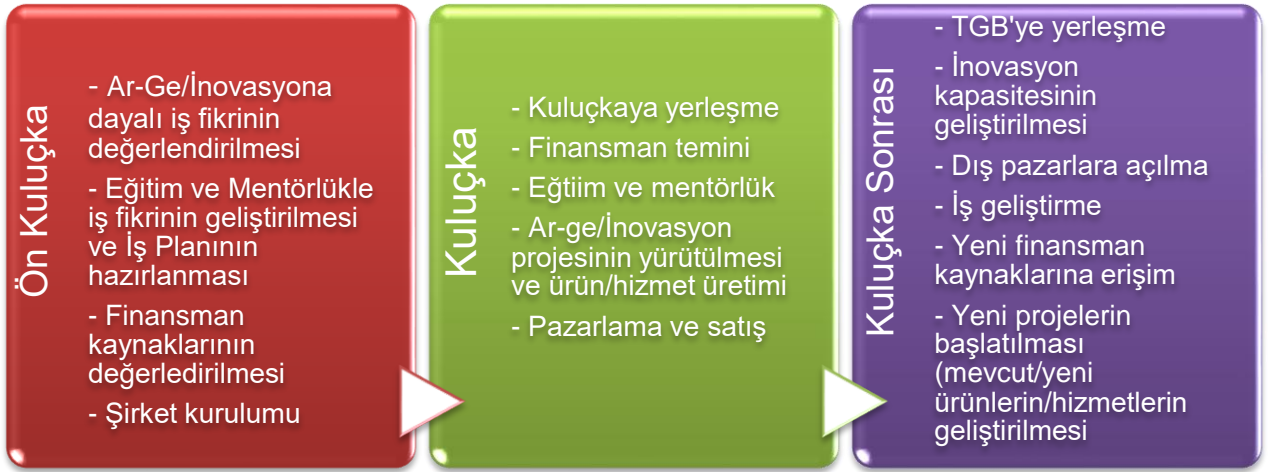 Ön Kuluçka
- Ar-Ge/İnovasyona
dayalı iş fikrinin
değerlendirilmesi
- Eğitim ve Mentörlükle
iş fikrinin geliştirilmesi
ve İş Planının
hazırlanması
- Finansman
kaynaklarının
değerledirilmesi
- Şirket kurulumu
Kuluçka
- Kuluçkaya yerleşme
- Finansman temini
- Eğtiim ve mentörlük
- Ar-ge/İnovasyon
projesinin yürütülmesi
ve ürün/hizmet üretimi
- Pazarlama ve satış
Kuluçka Sonrası
- TGB'ye yerleşme
- İnovasyon
kapasitesinin
geliştirilmesi
- Dış pazarlara açılma
- İş geliştirme
- Yeni finansman
kaynaklarına erişim
- Yeni projelerin
başlatılması
(mevcut/yeni
ürünlerin/hizmetlerin
geliştirilmesi